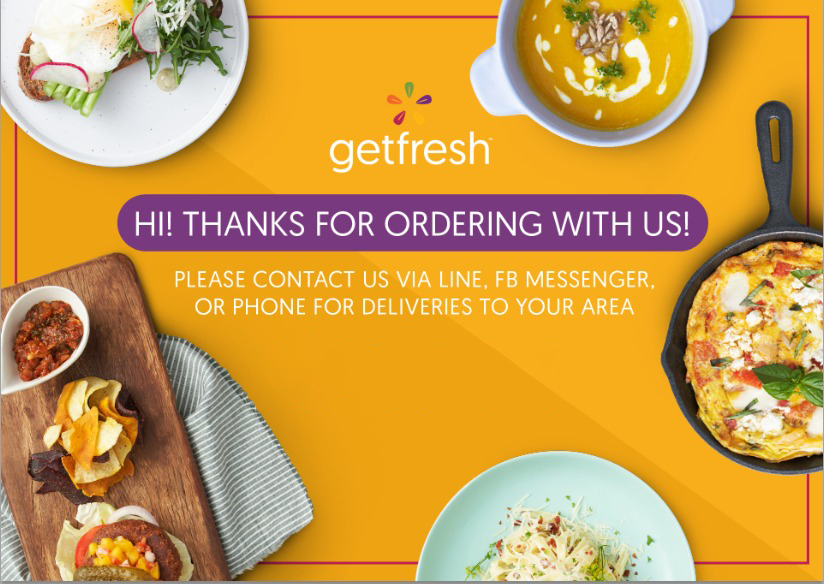 getfresh
HI! THANKS FOR ORDERING WITH US!
PLEASE CONTACT US VIA LINE, FB MESSENGER,
OR PHONE FOR DELIVERIES TO YOUR AREA